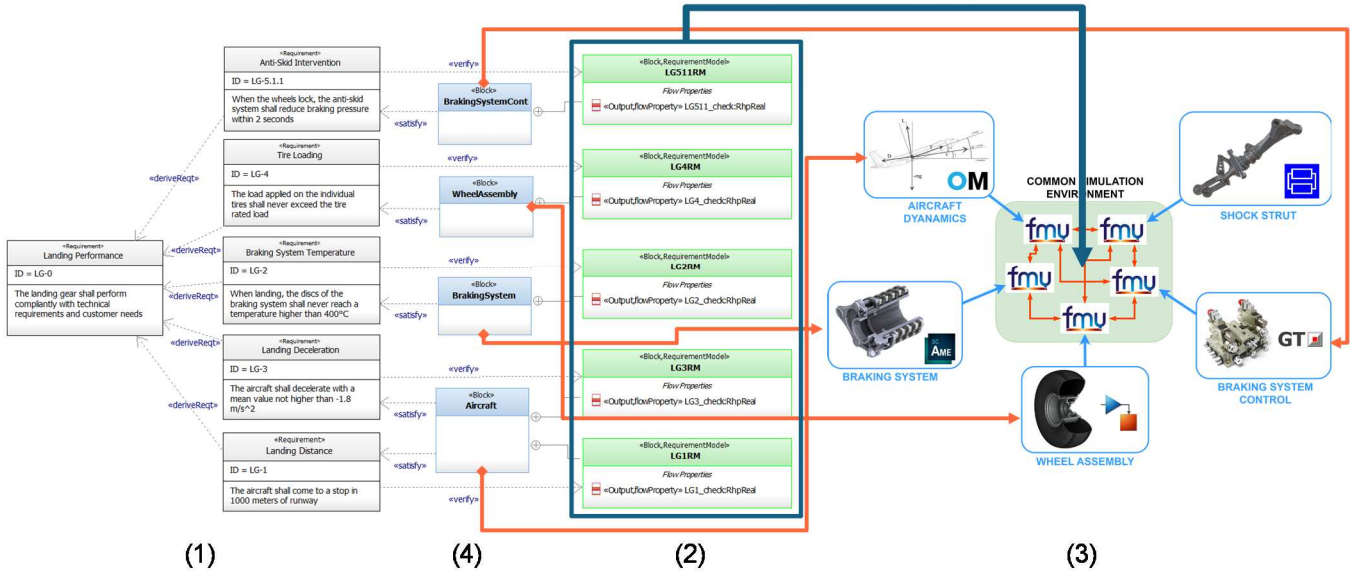 «Requirement»
Landing Performance
ID = LG-0
The landing gear shall perform
compliantly with technical
requirements and customer needs
«deriveReqt»
«deriveReqt»
«deriveReqt»
«deriveReqt»
«deriveReqt»
«Requirement»
Anti-Skid Intervention
ID = LG-5.1.1
When the wheels lock, the anti-skid
system shall reduce braking pressure
within 2 seconds
«Requirement»
Tire Loading
ID = LG-4
The load applied on the individual
tires shall never exceed the tire
rated load
«Requirement»
Braking System Temperature
ID = LG-2
When landing, the discs of the
braking system shall never reach a
temperature higher than 400°C
«Requirement»
Landing Deceleration
ID = LG-3
The aircraft shall decelerate with a
mean value not higher than -1.8
m/s^2
«Requirement»
Landing Distance
ID = LG-1
The aircraft shall come to a stop in
1000 meters of runway
«verify»
«satisfy»
«verify»
«satisfy»
«verify»
«satisfy»
«verify»
«satisfy»
«satisfy»
«verify»
«Block»
BrakingSystemCont
«Block»
WheelAssembly
«Block»
BrakingSystem
«Block»
Aircraft
«Block,RequirementModel»
LG511RM
Flow Properties
«Output,flowProperty» LG511_check:RhpReal
«Block,RequirementModel»
LG4RM
Flow Properties
«Output,flowProperty» LG4_check:RhpReal
«Block,RequirementModel»
LG2RM
Flow Properties
«Output,flowProperty» LG2_check:RhpReal
«Block,RequirementModel»
LG3RM
Flow Properties
«Output,flowProperty» LG3_check:RhpReal
«Block,RequirementModel»
LG1RM
Flow Properties
«Output,flowProperty» LG1_check:RhpReal
L
D
OM
AIRCRAFT
DYANAMICS
COMMON SIMULATION
ENVIRONMENT
fmu
fmu
fmu
fmu
fmu
SHOCK STRUT
SC
AME
BRAKING SYSTEM
GT
BRAKING SYSTEM
CONTROL
WHEEL ASSEMBLY
(1)
(4)
(2)
(3)